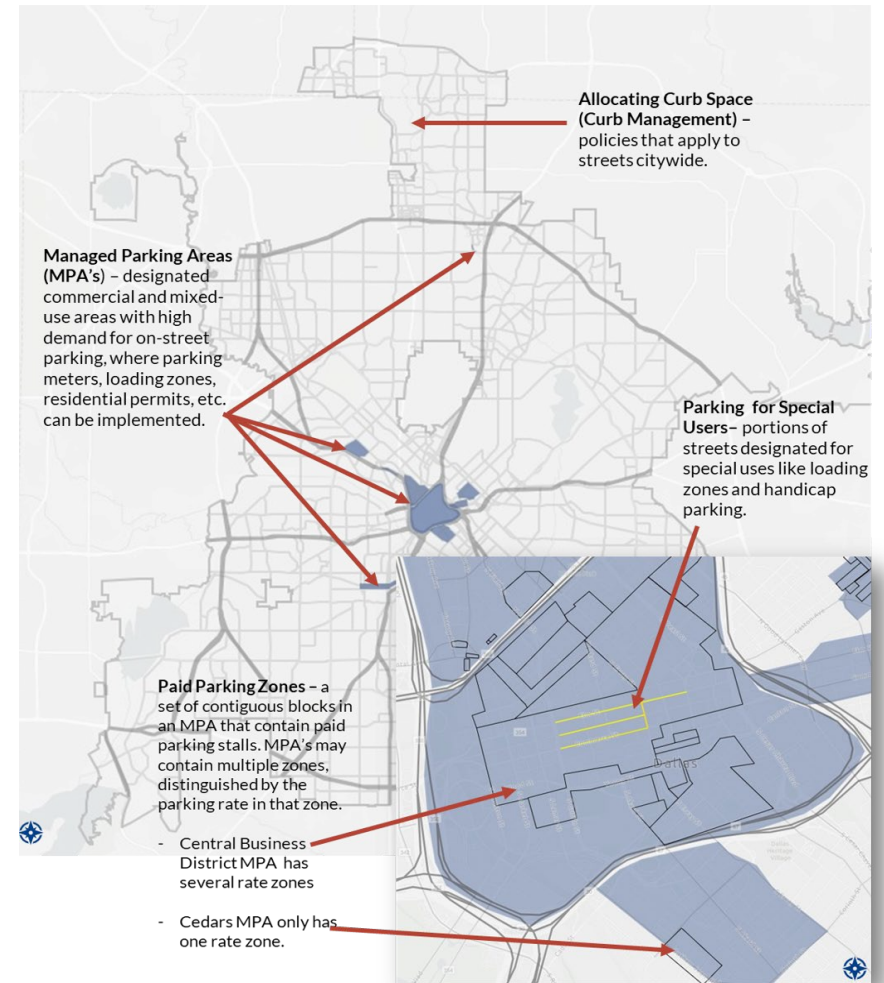 Allocating Curb Space
(Curb Management) –
policies that apply to
streets citywide.
Managed Parking Areas
(MPA's) – designated
commercial and mixed-
use areas with high
demand for on-street
parking, where parking
meters, loading zones,
residential permits, etc.
can be implemented.
Parking for Special
Users– portions of
streets designated for
special uses like loading
zones and handicap
parking.
Paid Parking Zones – a
set of contiguous blocks in
an MPA that contain paid
parking stalls. MPA's may
contain multiple zones,
distinguished by the
parking rate in that zone.
- Central Business
District MPA has
several rate zones
- Cedars MPA only has
one rate zone.
Dallas
Dallas
Heritage
Village